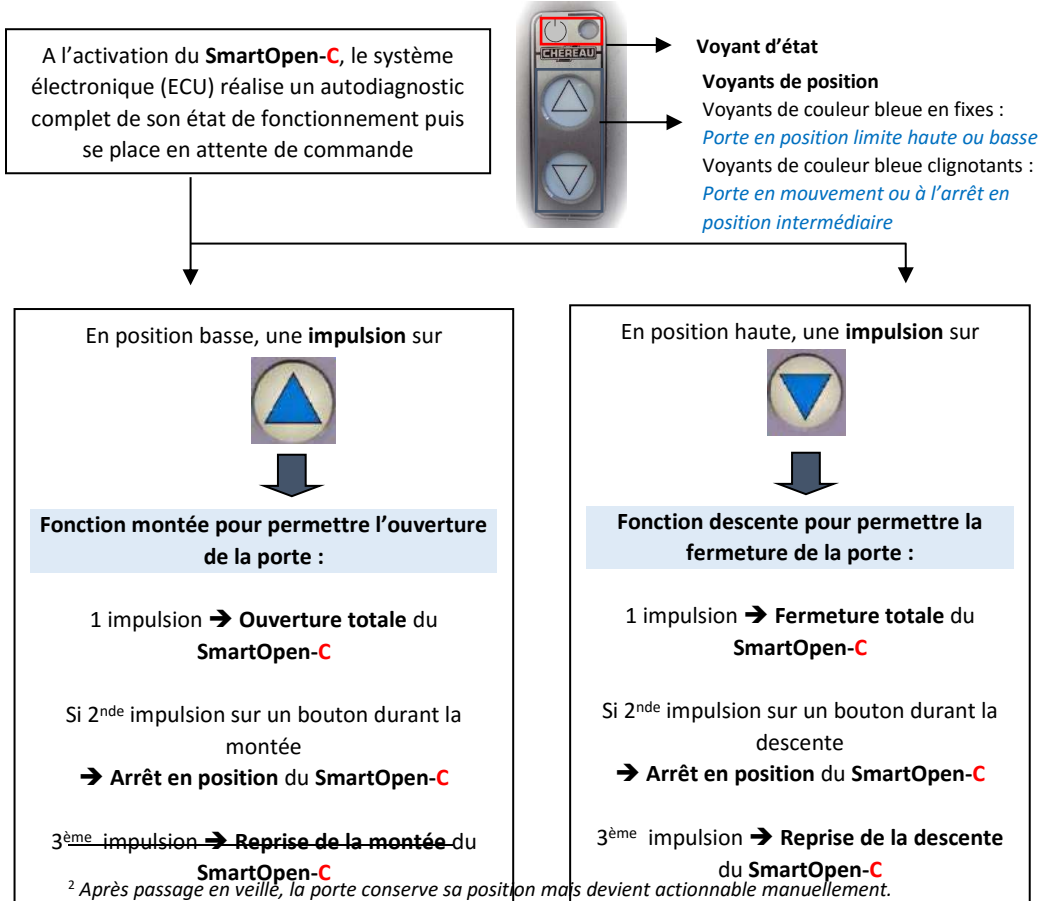 A l’activation du SmartOpen-C, le système
électronique (ECU) réalise un autodiagnostic
complet de son état de fonctionnement puis
se place en attente de commande
CHEREAU
Voyant d’état
Voyants de position
Voyants de couleur bleue en fixes :
Porte en position limite haute ou basse
Voyants de couleur bleue clignotants :
Porte en mouvement ou à l’arrêt en
position intermédiaire
En position basse, une impulsion sur
Fonction montée pour permettre l’ouverture
de la porte :
1 impulsion ➔ Ouverture totale du
SmartOpen-C
Si 2nde impulsion sur un bouton durant la
montée
➔ Arrêt en position du SmartOpen-C
3ème impulsion ➔ Reprise de la montée du
SmartOpen-C
En position haute, une impulsion sur
Fonction descente pour permettre la
fermeture de la porte :
1 impulsion ➔ Fermeture totale du
SmartOpen-C
Si 2nde impulsion sur un bouton durant la
descente
➔ Arrêt en position du SmartOpen-C
3ème impulsion ➔ Reprise de la descente
du SmartOpen-C
2 Après passage en veille, la porte conserve sa position mais devient actionnable manuellement.